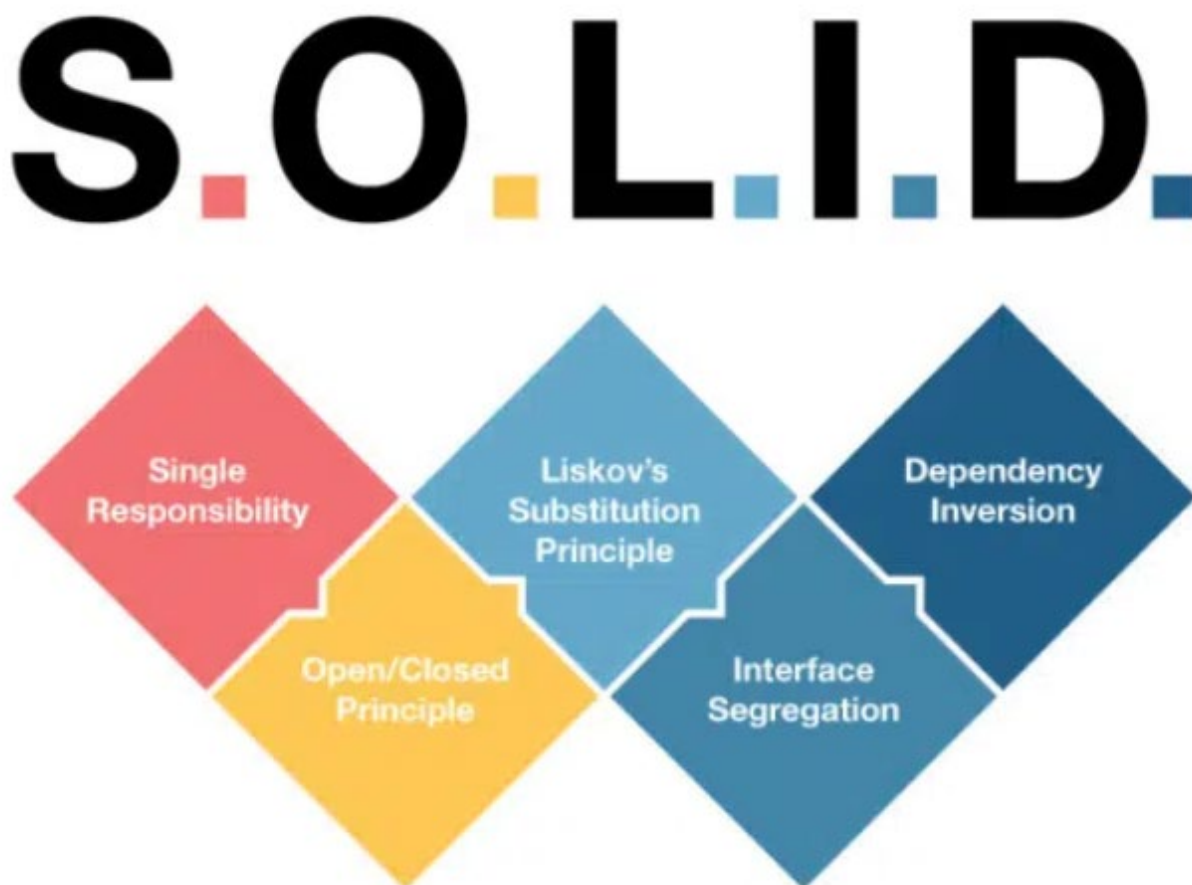 S.O.L.I.D.
Single
Responsibility
Open/Closed
Principle
Liskov's
Substitution
Principle
Interface
Segregation
Dependency
Inversion